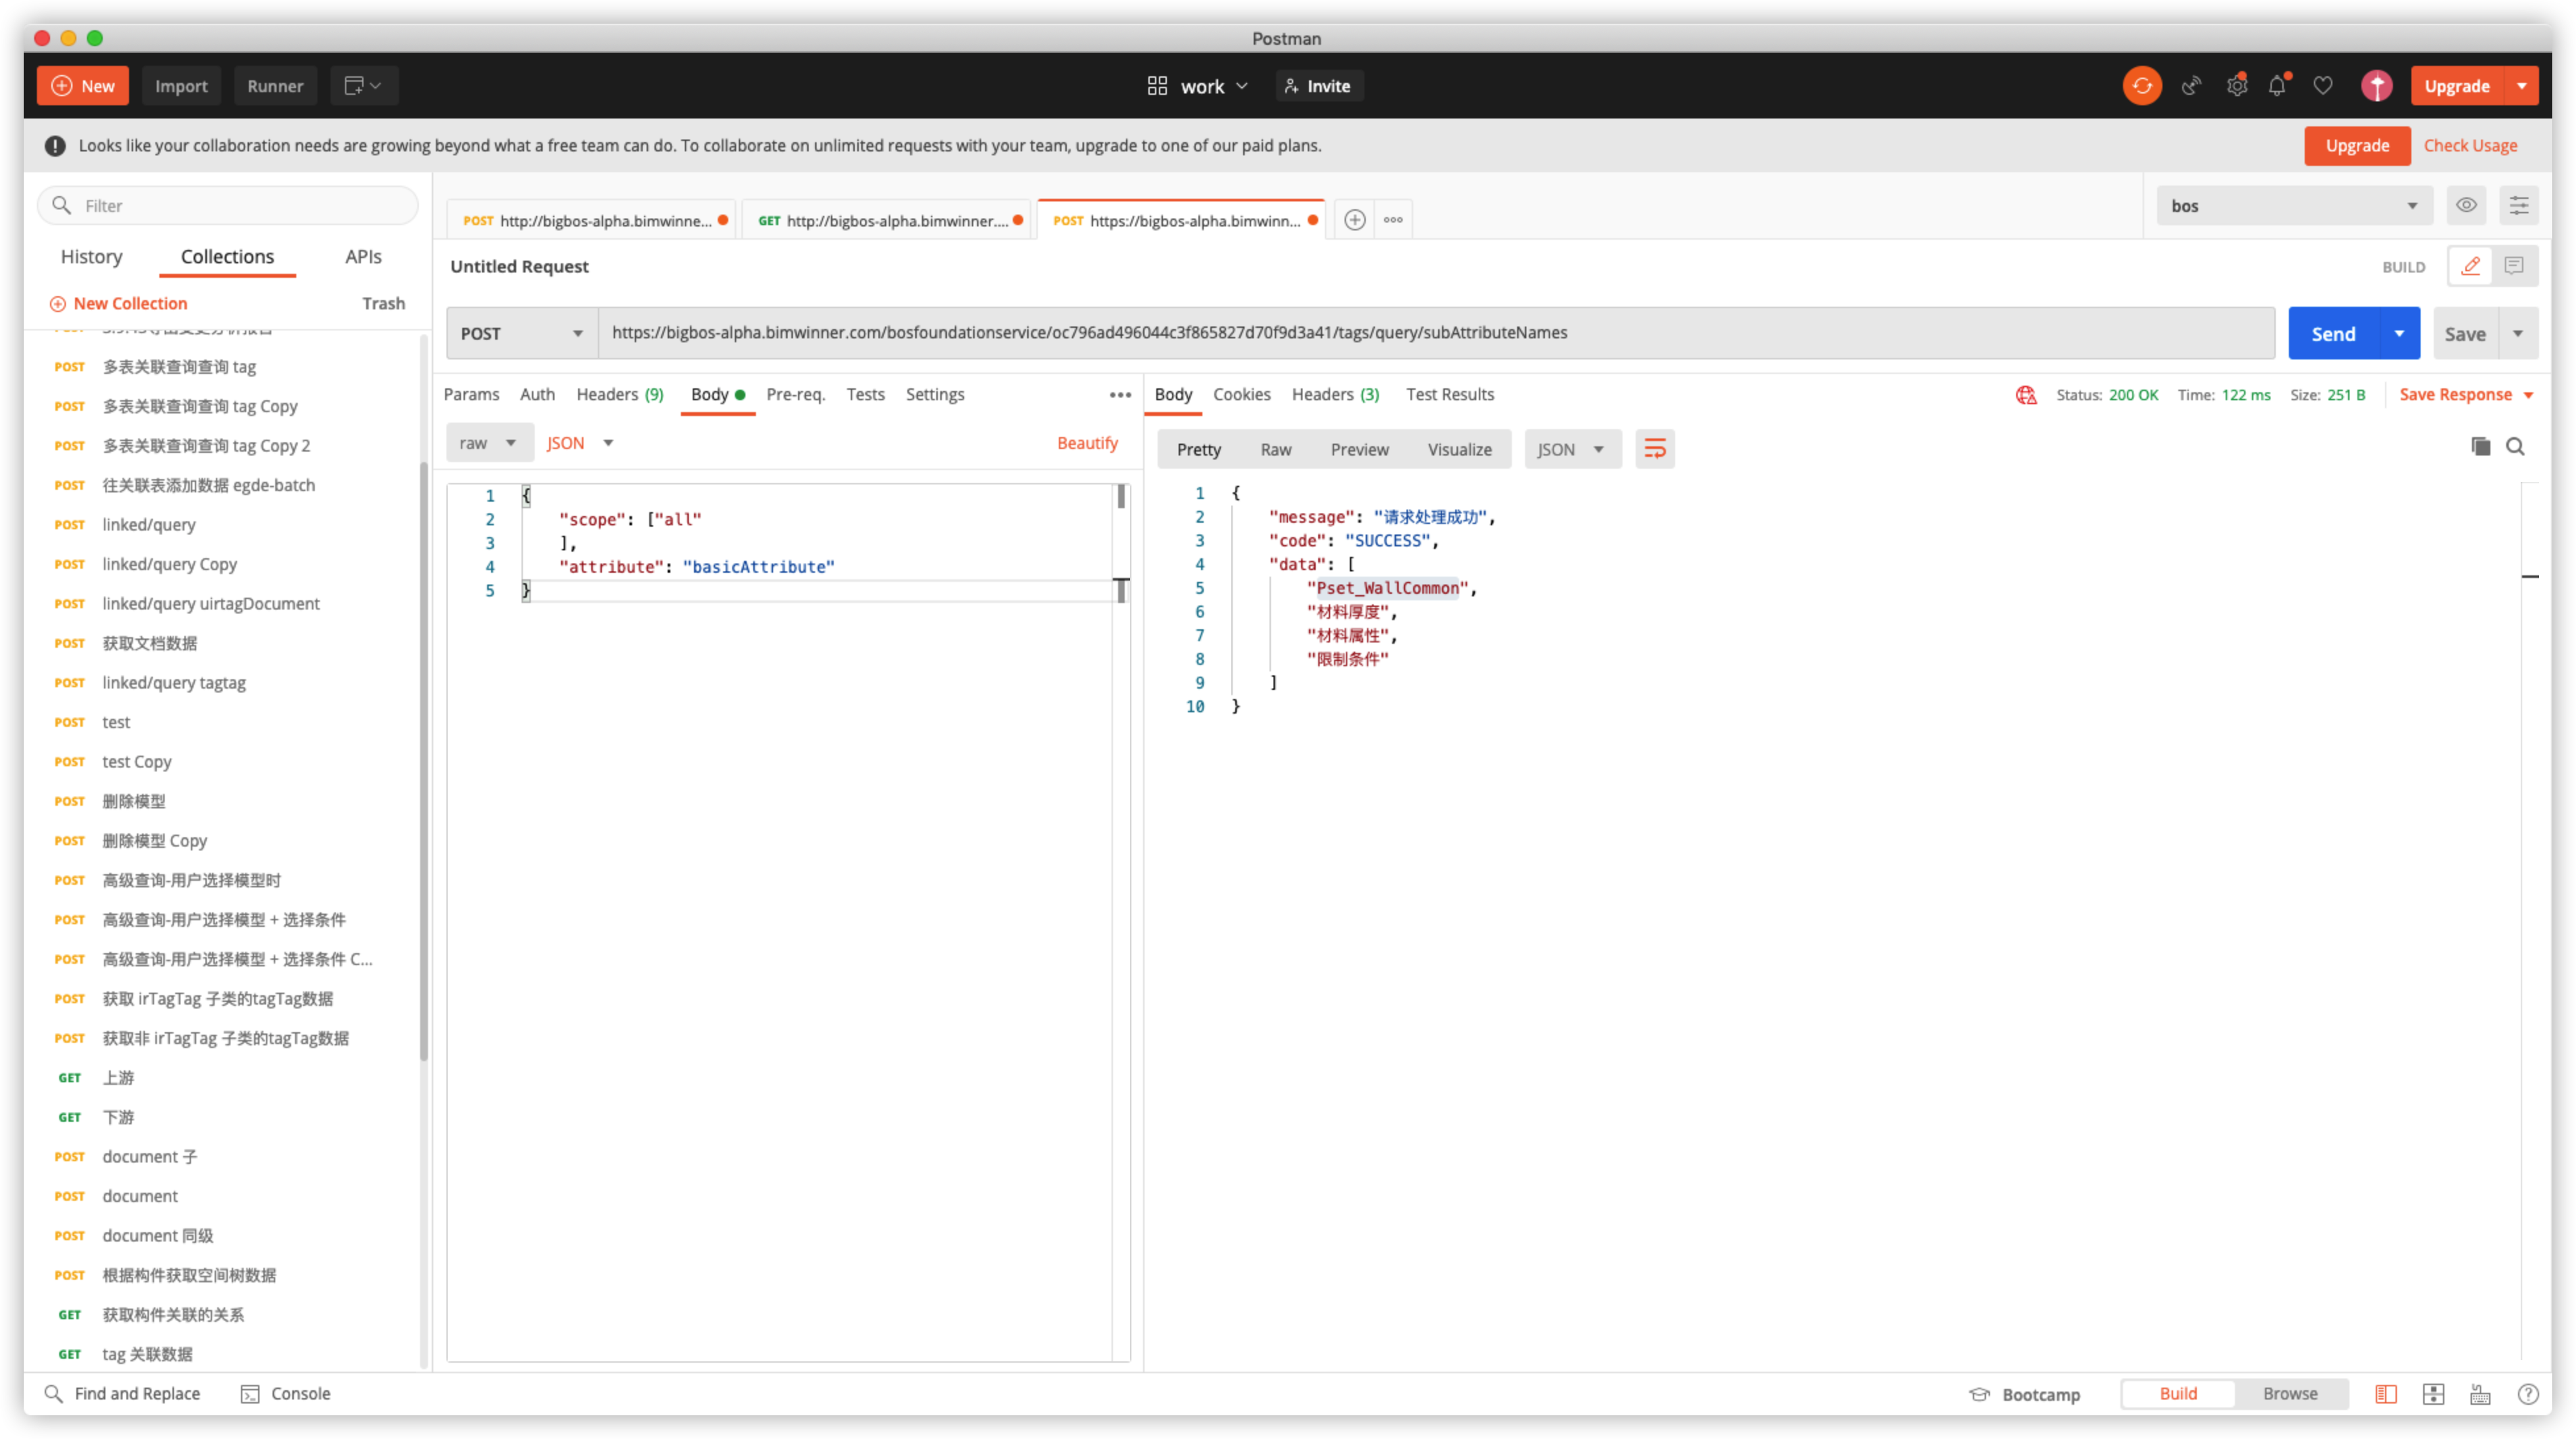 Postman
New
Import
Runner
work
Invite
Upgrade
Looks like your collaboration needs are growing beyond what a free team can do. To collaborate on unlimited requests with your team, upgrade to one of our paid plans.
Upgrade
Check Usage
Filter
History
Collections
APIs
New Collection
Trash
POST 多表关联查询查询 tag
POST 多表关联查询查询 tag Copy
POST 多表关联查询查询 tag Copy 2
POST 往关联表添加数据 egde-batch
POST linked/query
POST linked/query Copy
POST linked/query uirtagDocument
POST 获取文档数据
POST linked/query tagtag
POST test
POST test Copy
POST 删除模型
POST 删除模型 Copy
POST 高级查询-用户选择模型时
POST 高级查询-用户选择模型 + 选择条件
POST 高级查询-用户选择模型 + 选择条件 C...
POST 获取 irTagTag 子类的tagTag数据
POST 获取非 irTagTag 子类的tagTag数据
GET 上游
GET 下游
POST document 子
POST document
POST document 同级
POST 根据构件获取空间树数据
GET 获取构件关联的关系
GET tag 关联数据
POST http://bigbos-alpha.bimwinne...
GET http://bigbos-alpha.bimwinner....
POST https://bigbos-alpha.bimwinn...
bos
Untitled Request
BUILD
POST
https://bigbos-alpha.bimwinner.com/bosfoundationservice/oc796ad496044c3f865827d70f9d3a41/tags/query/subAttributeNames
Send
Save
Params
Auth
Headers (9)
Body
Pre-req.
Tests
Settings
raw
JSON
Beautify
1 {
2 "scope": ["all"
3 ],
4 "attribute": "basicAttribute"
5 }
Body
Cookies
Headers (3)
Test Results
Status: 200 OK
Time: 122 ms
Size: 251 B
Save Response
Pretty
Raw
Preview
Visualize
JSON
1 {
2 "message": "请求处理成功",
3 "code": "SUCCESS",
4 "data": [
5 "Pset_WallCommon",
6 "材料厚度",
7 "材料属性",
8 "限制条件"
9 ]
10 }
Find and Replace
Console
Bootcamp
Build
Browse